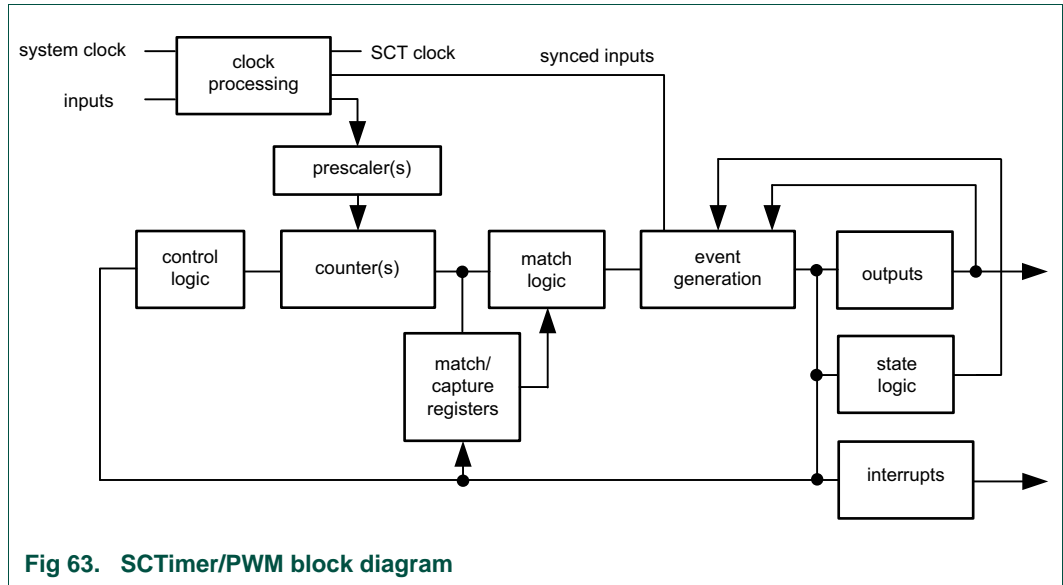 system clock
inputs
clock
processing
SCT clock
synced inputs
prescaler(s)
control
logic
counter(s)
match
logic
event
generation
outputs
match/
capture
registers
state
logic
interrupts
Fig 63. SCTimer/PWM block diagram